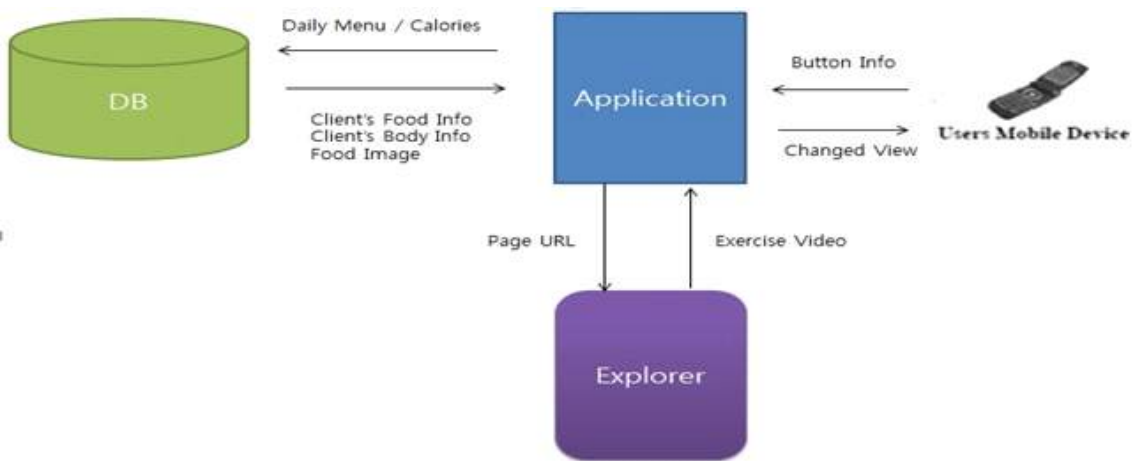 Daily Menu / Calories
DB
Client's Food Info
Client's Body Info
Food Image
Application
Button Info
Users Mobile Device
Changed View
Page URL
Exercise Video
Explorer